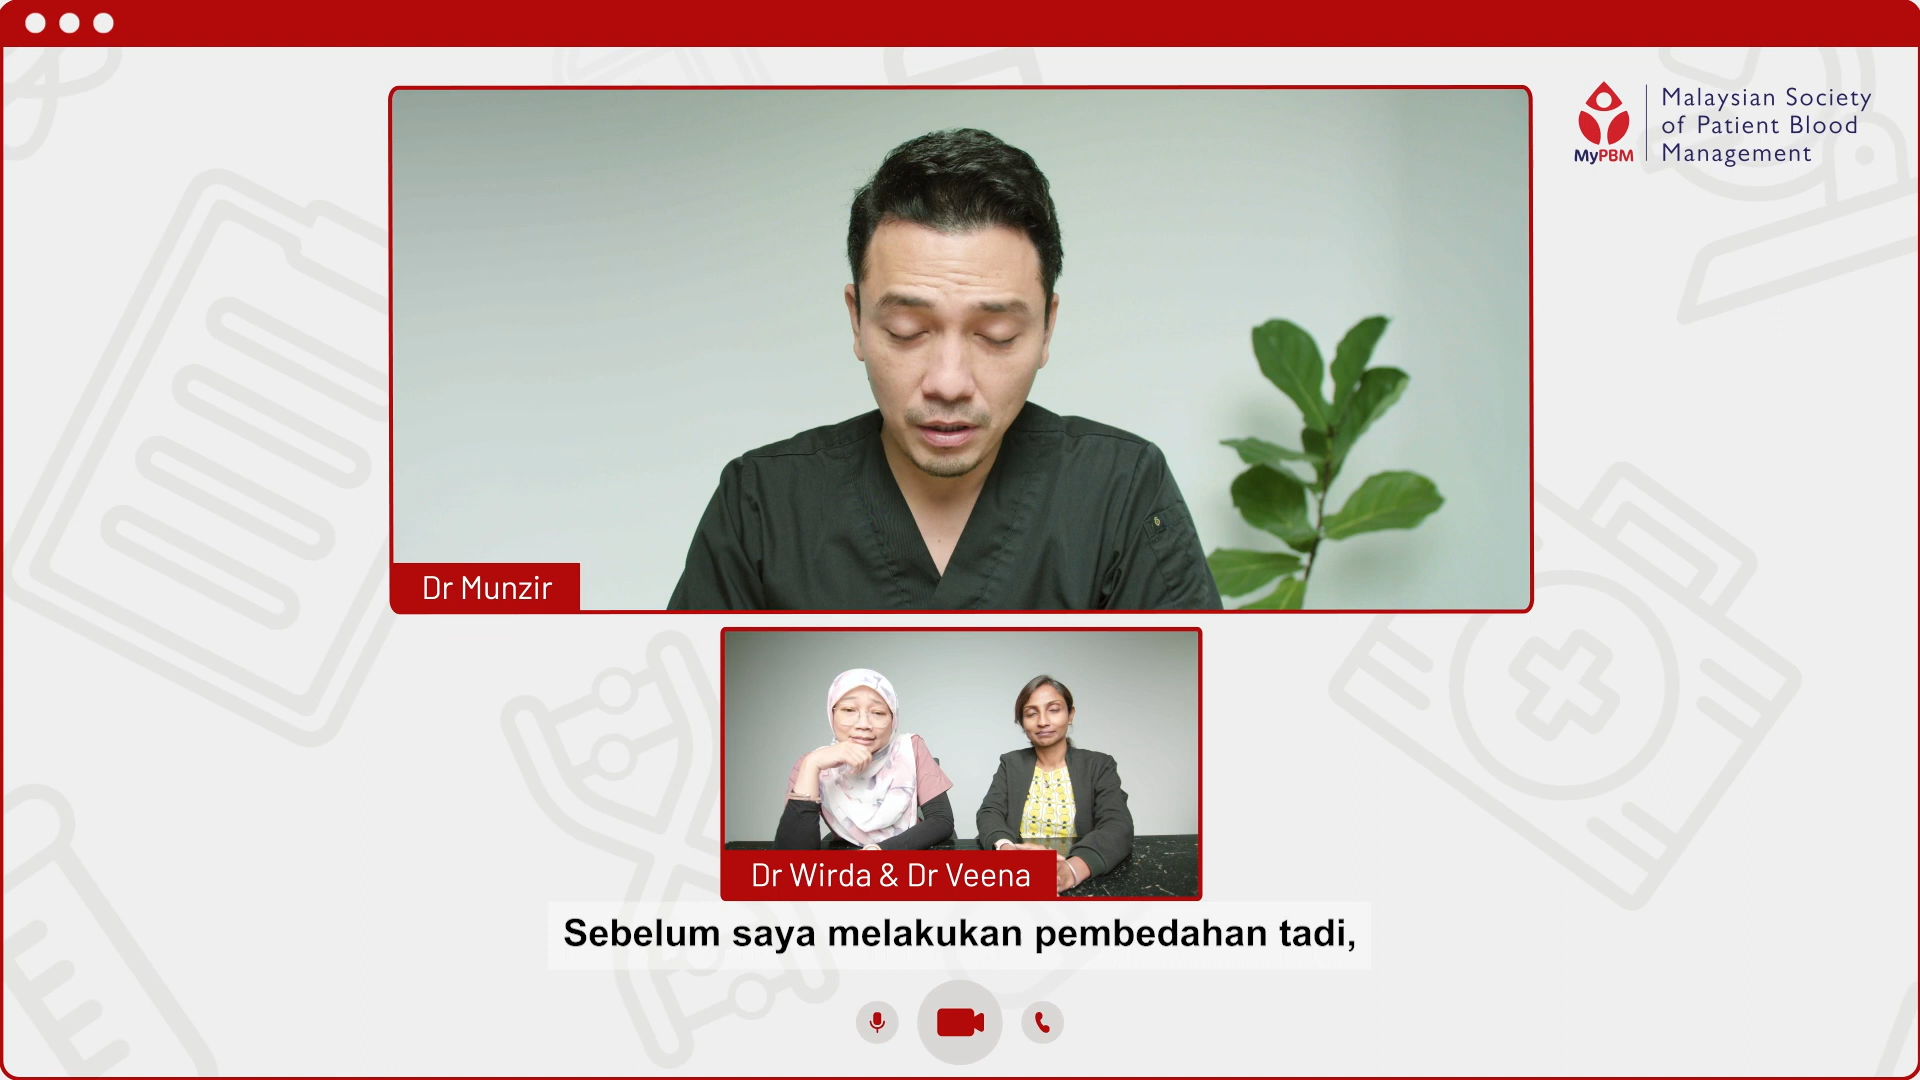 Malaysian Society
of Patient Blood
Management
MyPBM
Dr Munzir
Dr Wirda & Dr Veena
Sebelum saya melakukan pembedahan tadi,